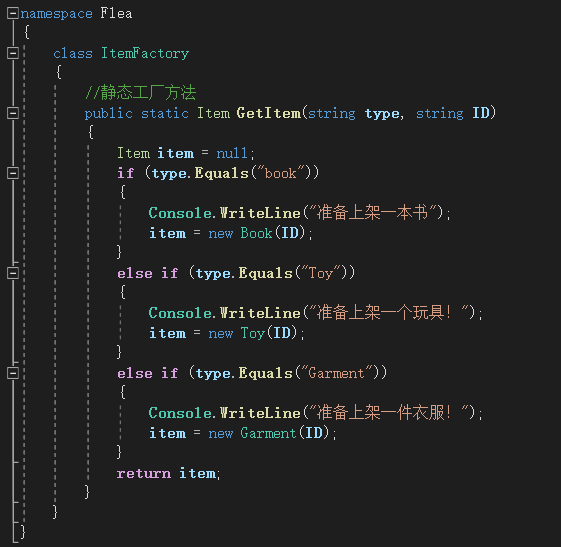 namespace Flea
{
class ItemFactory
{
//静态工厂方法
public static Item GetItem(string type, string ID)
{
Item item = null;
if (type.Equals("book"))
{
Console.WriteLine("准备上架一本书");
item = new Book(ID);
}
else if (type.Equals("Toy"))
{
Console.WriteLine("准备上架一个玩具！");
item = new Toy(ID);
}
else if (type.Equals("Garment"))
{
Console.WriteLine("准备上架一件衣服！");
item = new Garment(ID);
}
return item;
}
}
}